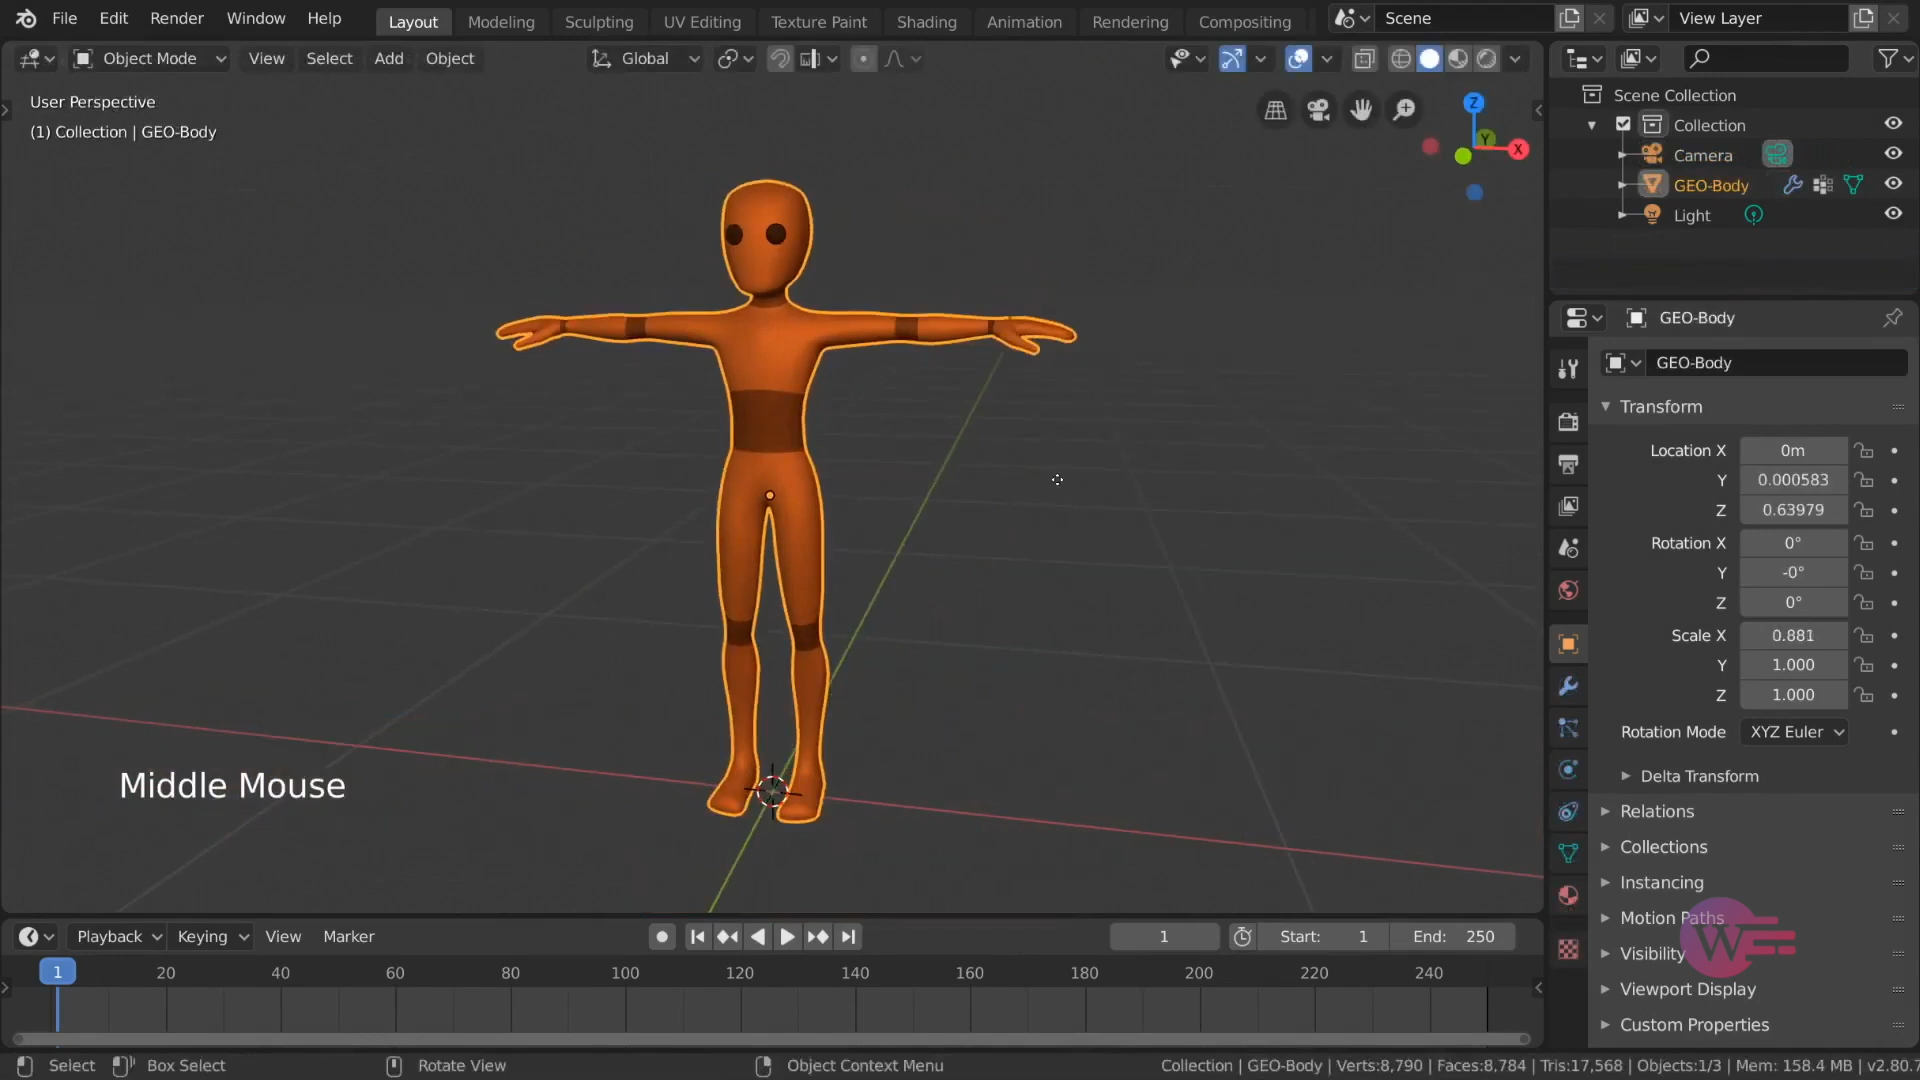 File Edit Render Window Help Layout Modeling Sculpting UV Editing Texture Paint Shading Animation Rendering Compositing Scene View Layer
Object Mode View Select Add Object Global
User Perspective
(1) Collection | GEO-Body
Z
Y
X
Scene Collection
Collection
Camera
GEO-Body
Light
GEO-Body
GEO-Body
Transform
Location X 0m
Y 0.000583
Z 0.63979
Rotation X 0°
Y -0°
Z 0°
Scale X 0.881
Y 1.000
Z 1.000
Rotation Mode XYZ Euler
Delta Transform
Relations
Collections
Instancing
Motion Paths
Visibility
Viewport Display
Custom Properties
W
Middle Mouse
Playback Keying View Marker 1 Start: 1 End: 250
1 20 40 60 80 100 120 140 160 180 200 220 240
Select Box Select Rotate View Object Context Menu Collection | GEO-Body | Verts:8,790 | Faces:8,784 | Tris:17,568 | Objects:1/3 | Mem: 158.4 MB | v2.80.7